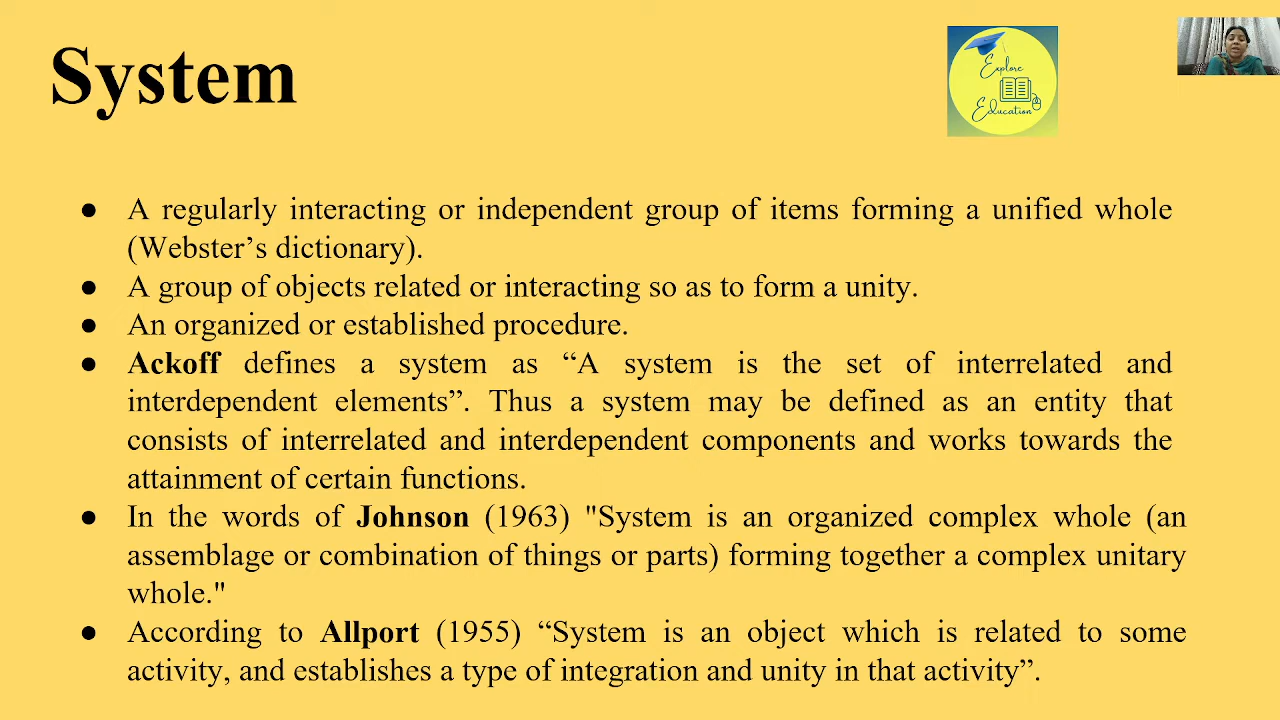 System
Explore
Education
● A regularly interacting or independent group of items forming a unified whole
(Webster’s dictionary).
● A group of objects related or interacting so as to form a unity.
● An organized or established procedure.
● Ackoff defines a system as “A system is the set of interrelated and
interdependent elements”. Thus a system may be defined as an entity that
consists of interrelated and interdependent components and works towards the
attainment of certain functions.
● In the words of Johnson (1963) "System is an organized complex whole (an
assemblage or combination of things or parts) forming together a complex unitary
whole."
● According to Allport (1955) “System is an object which is related to some
activity, and establishes a type of integration and unity in that activity”.